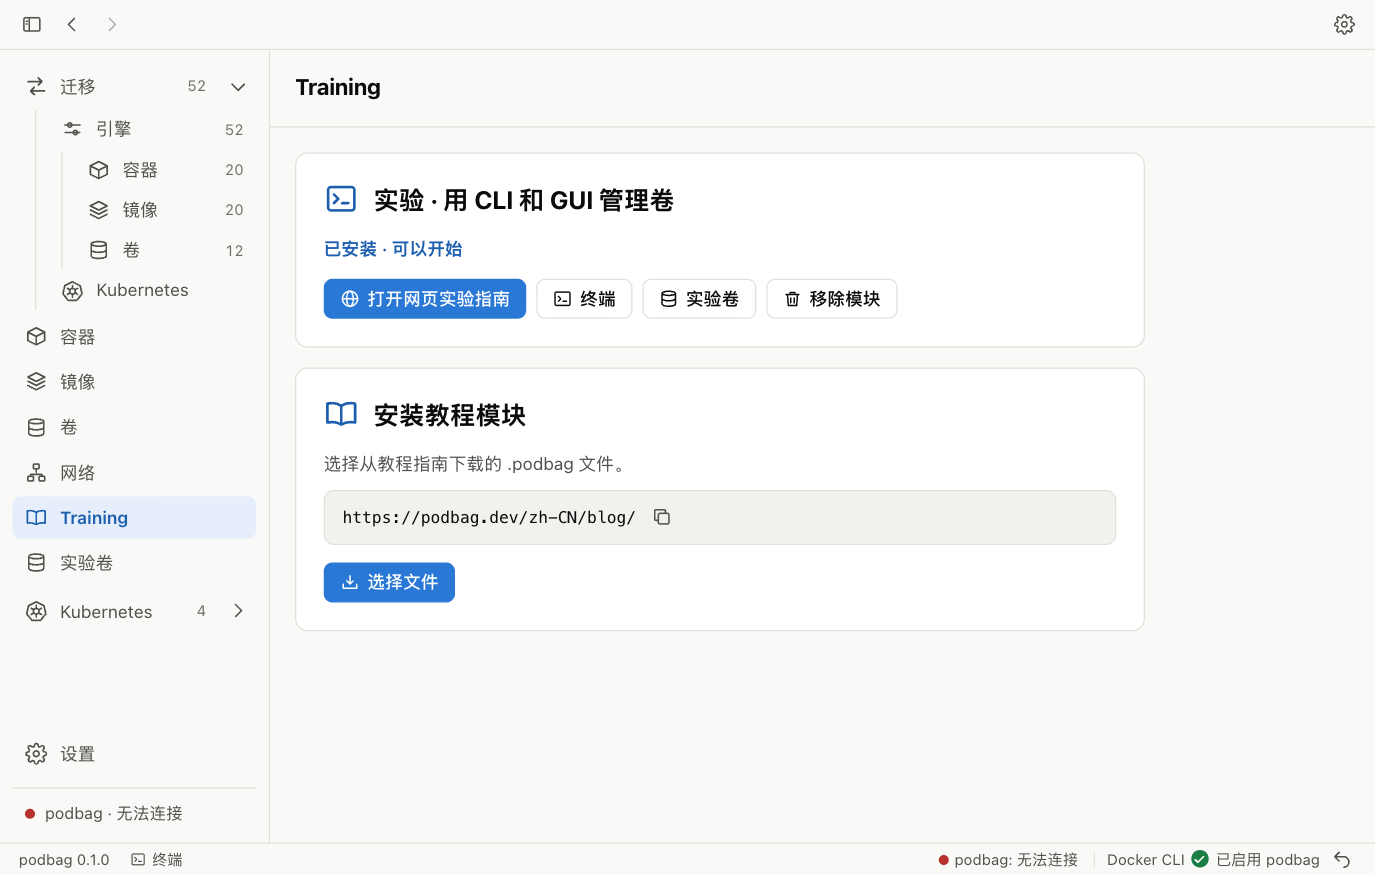 迁移 52
引擎 52
容器 20
镜像 20
卷 12
Kubernetes
容器
镜像
卷
网络
Training
实验卷
Kubernetes 4
设置
podbag · 无法连接
Training
实验 · 用 CLI 和 GUI 管理卷
已安装 · 可以开始
打开网页实验指南 终端 实验卷 移除模块
安装教程模块
选择从教程指南下载的 .podbag 文件。
https://podbag.dev/zh-CN/blog/
选择文件
podbag 0.1.0 终端 podbag: 无法连接 Docker CLI 已启用 podbag